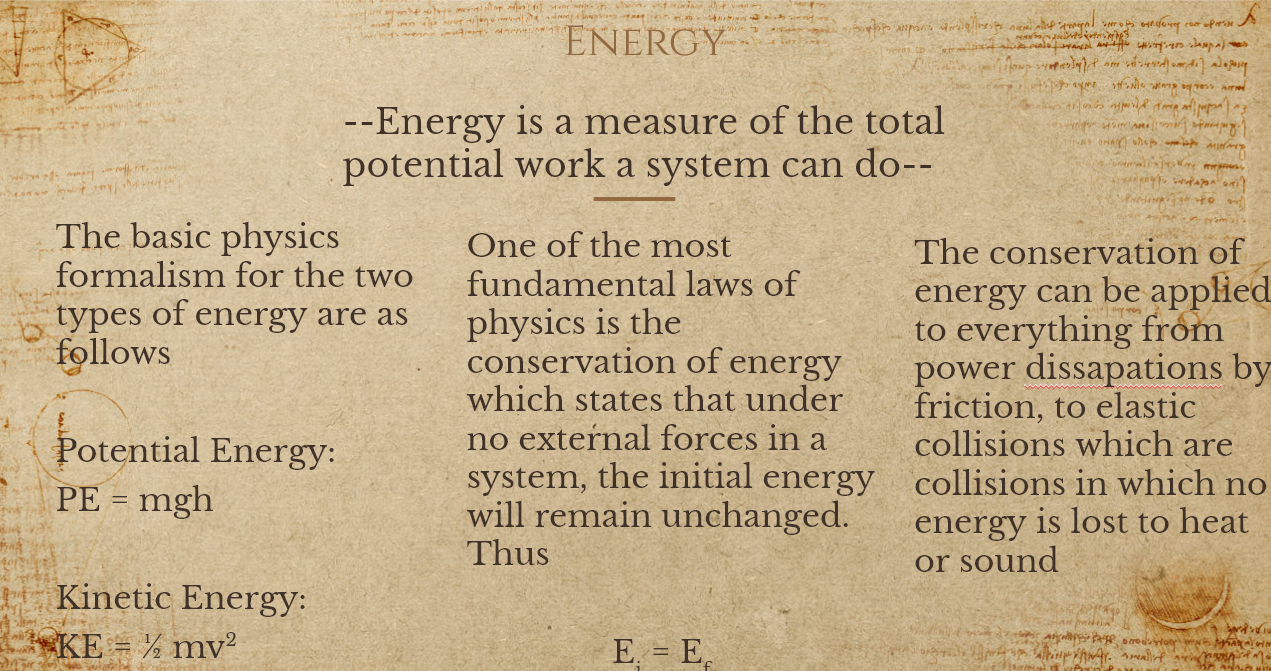 ENERGY
--Energy is a measure of the total
potential work a system can do--
The basic physics
formalism for the two
types of energy are as
follows
Potential Energy:
PE = mgh
Kinetic Energy:
KE = ½ mv²
One of the most
fundamental laws of
physics is the
conservation of energy
which states that under
no external forces in a
system, the initial energy
will remain unchanged.
Thus
Eᵢ = E_f
The conservation of
energy can be applied
to everything from
power dissapations by
friction, to elastic
collisions which are
collisions in which no
energy is lost to heat
or sound